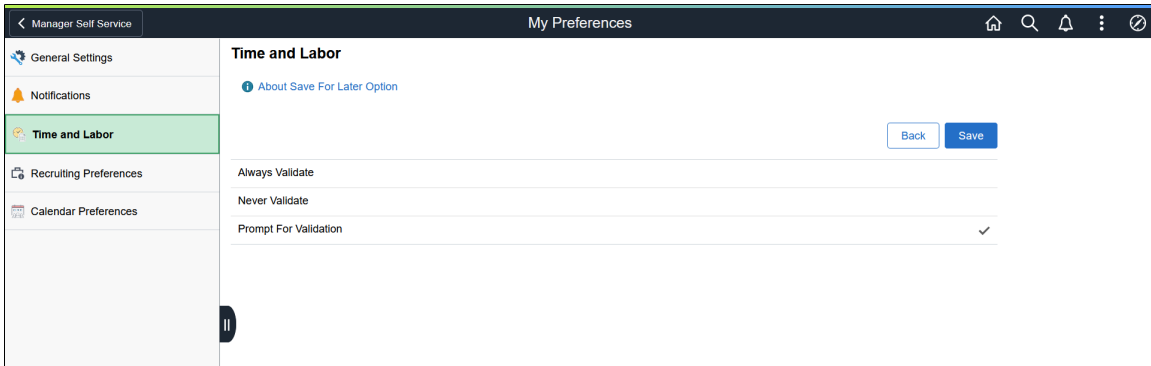 Manager Self Service
My Preferences
General Settings
Notifications
Time and Labor
Recruiting Preferences
Calendar Preferences
Time and Labor
About Save For Later Option
Back
Save
Always Validate
Never Validate
Prompt For Validation